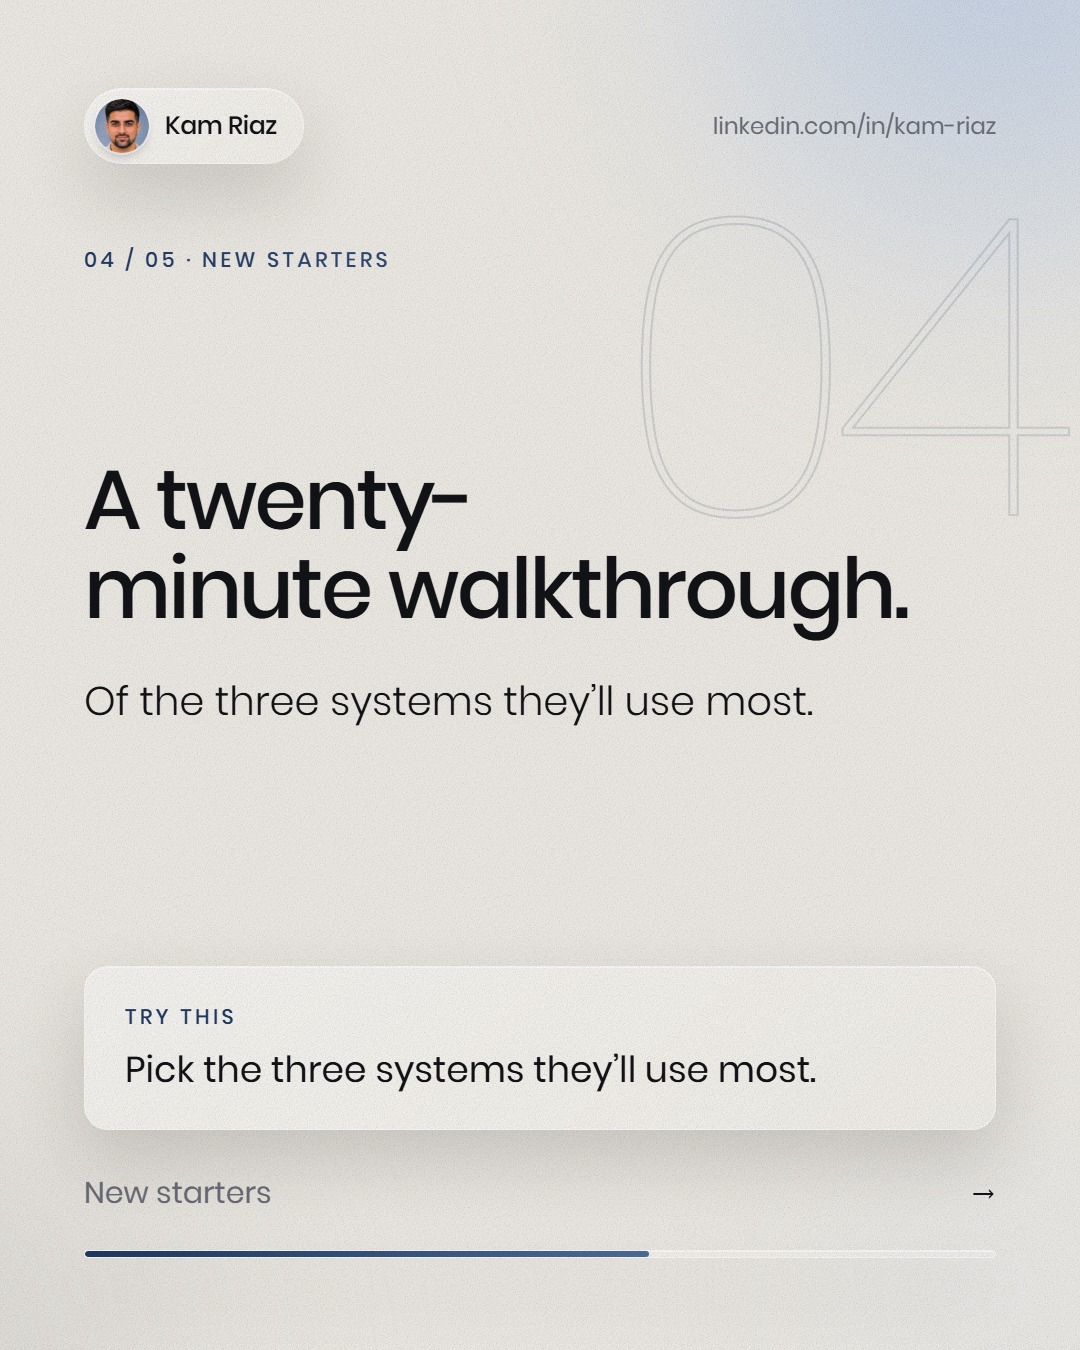 Kam Riaz
linkedin.com/in/kam-riaz
04 / 05 · NEW STARTERS
04
A twenty-
minute walkthrough.
Of the three systems they’ll use most.
TRY THIS
Pick the three systems they’ll use most.
New starters →